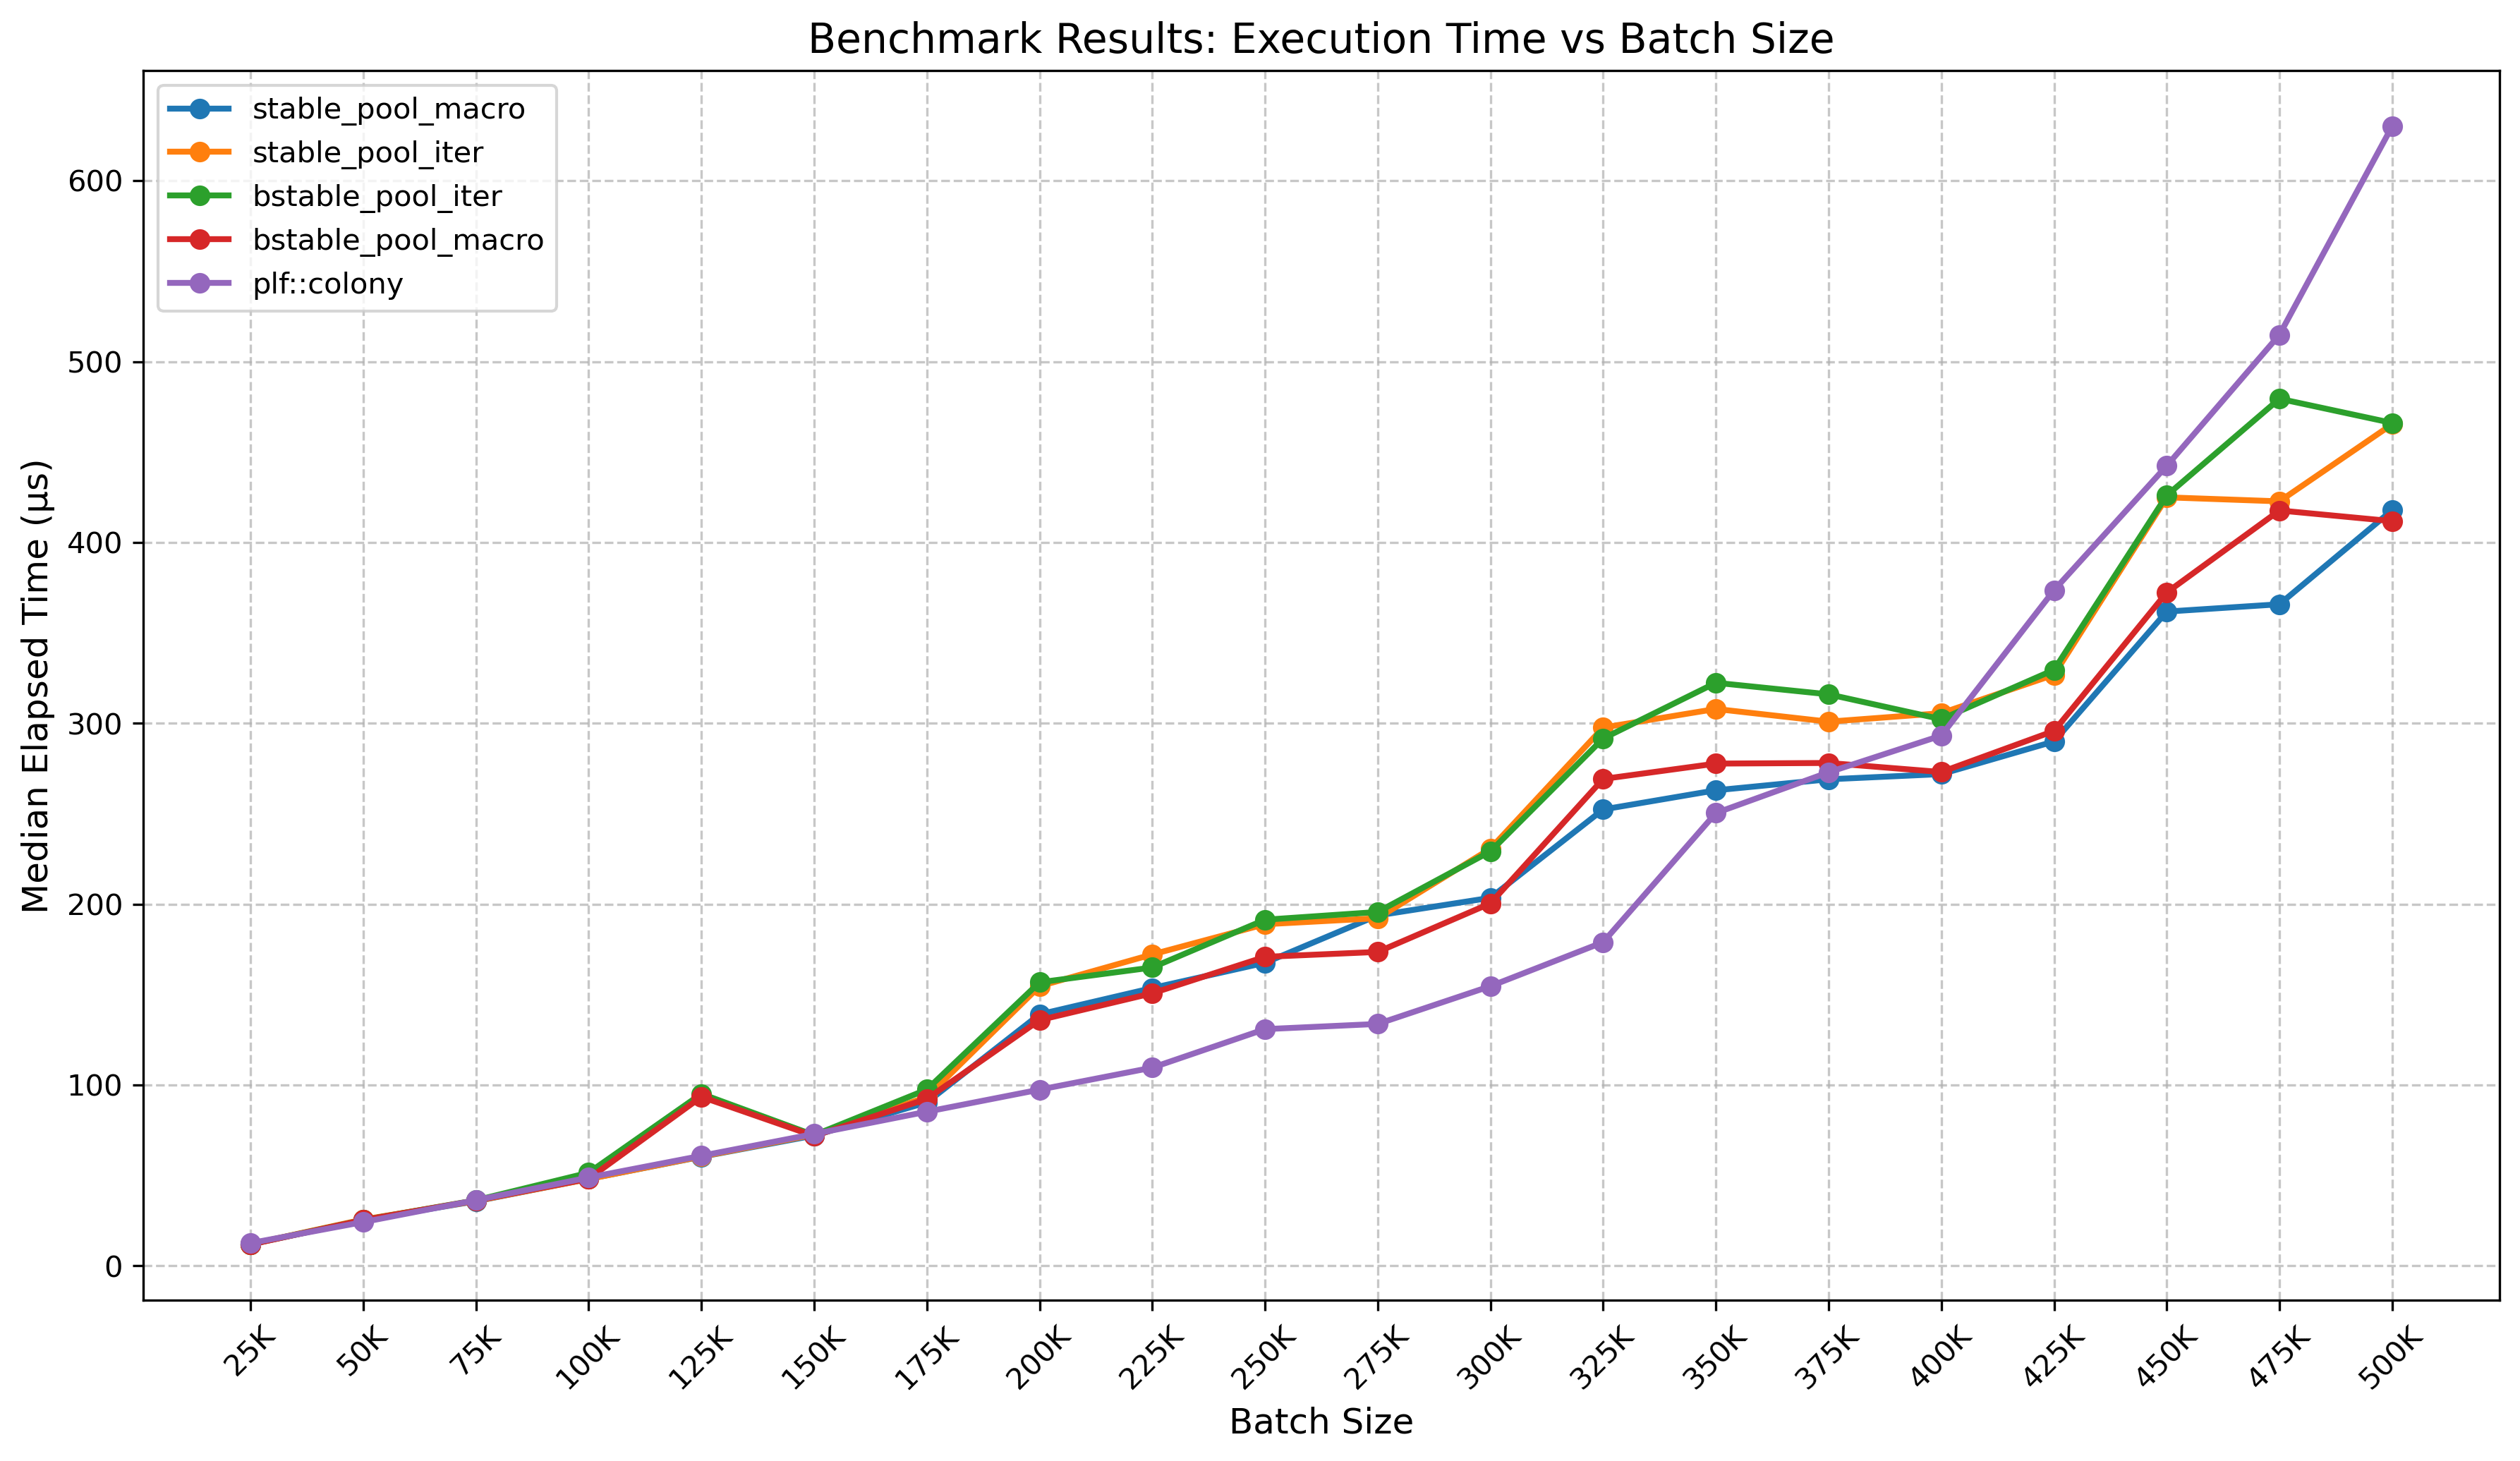 Benchmark Results: Execution Time vs Batch Size
stable_pool_macro
stable_pool_iter
bstable_pool_iter
bstable_pool_macro
plf::colony
Median Elapsed Time (µs)
600
500
400
300
200
100
0
25K
50K
75K
100K
125K
150K
175K
200K
225K
250K
275K
300K
325K
350K
375K
400K
425K
450K
475K
500K
Batch Size